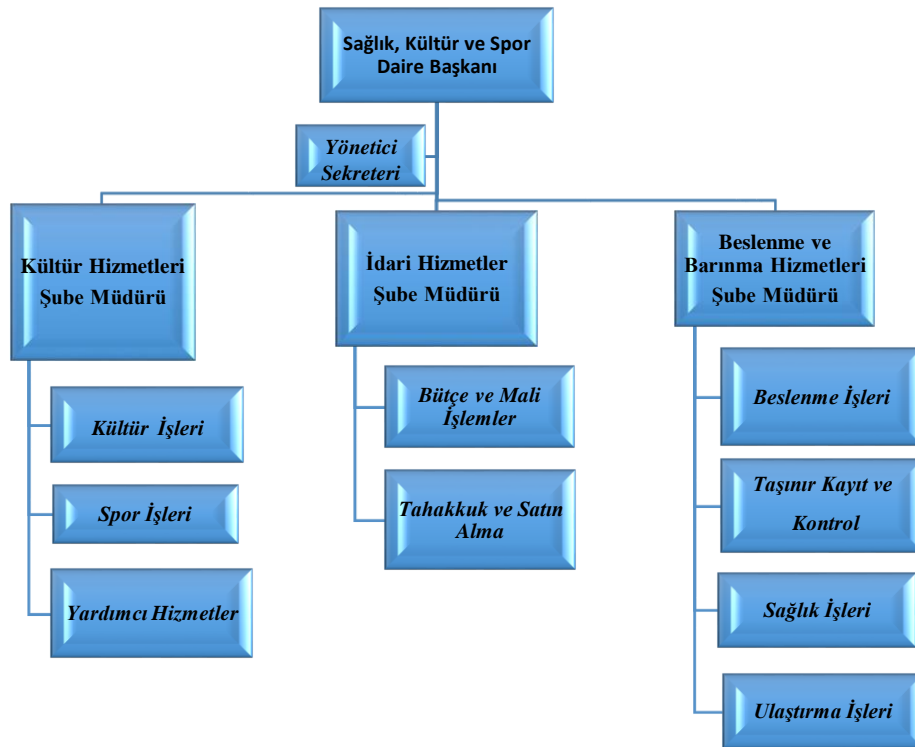 Sağlık, Kültür ve Spor
Daire Başkanı
Yönetici
Sekreteri
Kültür Hizmetleri
Şube Müdürü
İdari Hizmetler
Şube Müdürü
Beslenme ve
Barınma Hizmetleri
Şube Müdürü
Kültür İşleri
Spor İşleri
Yardımcı Hizmetler
Bütçe ve Mali
İşlemler
Tahakkuk ve Satın
Alma
Beslenme İşleri
Taşınır Kayıt ve
Kontrol
Sağlık İşleri
Ulaştırma İşleri